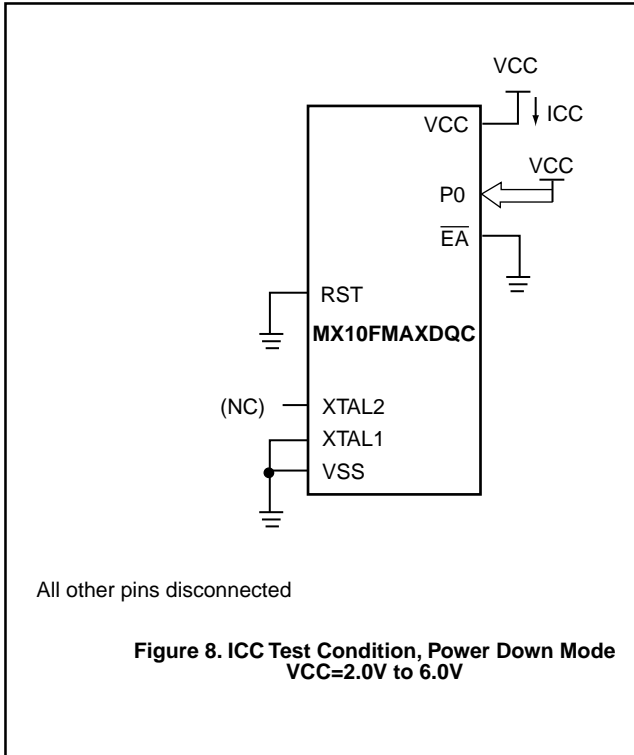 VCC
VCC
ICC
P0
VCC
EA
RST
MX10FMAXDQC
(NC)
XTAL2
XTAL1
VSS
All other pins disconnected
Figure 8. ICC Test Condition, Power Down Mode
VCC=2.0V to 6.0V